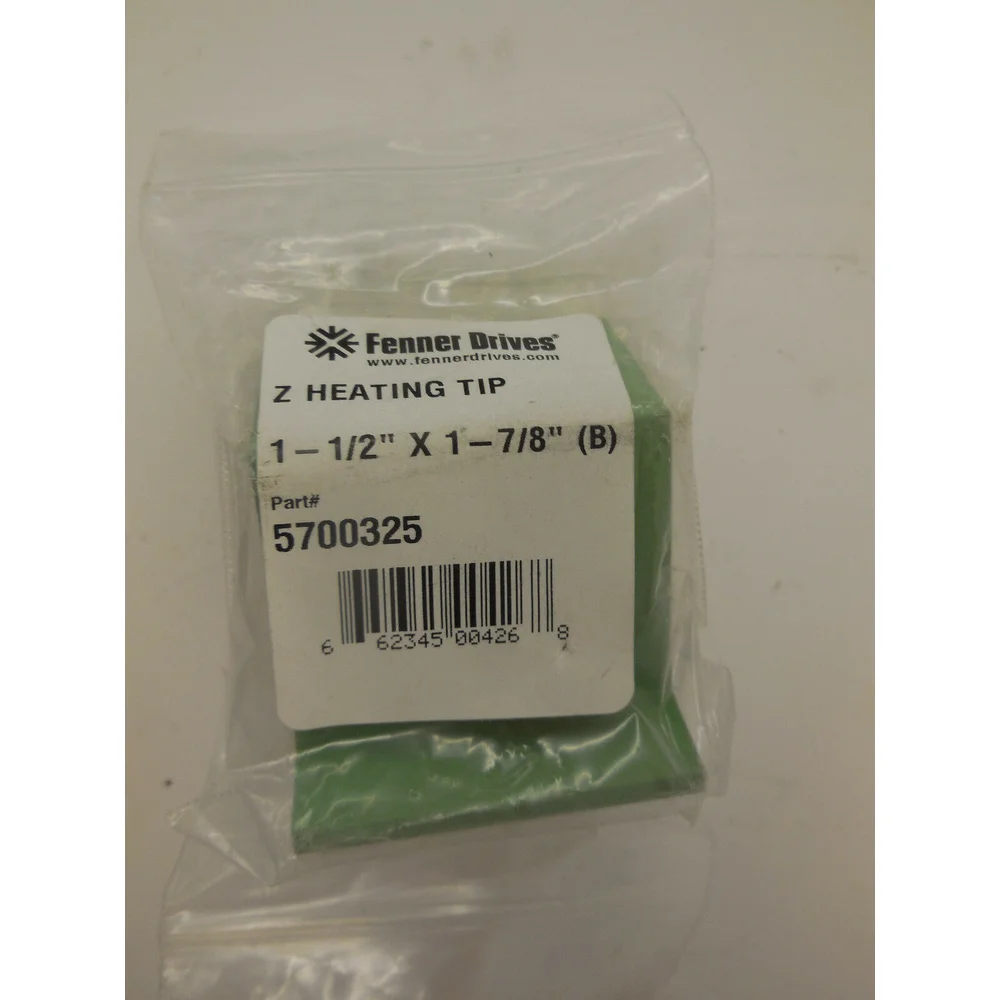 Fenner Drives®
www.fennerdrives.com
Z HEATING TIP
1-1/2" X 1-7/8" (B)
Part#
5700325
6 62345 00426 8